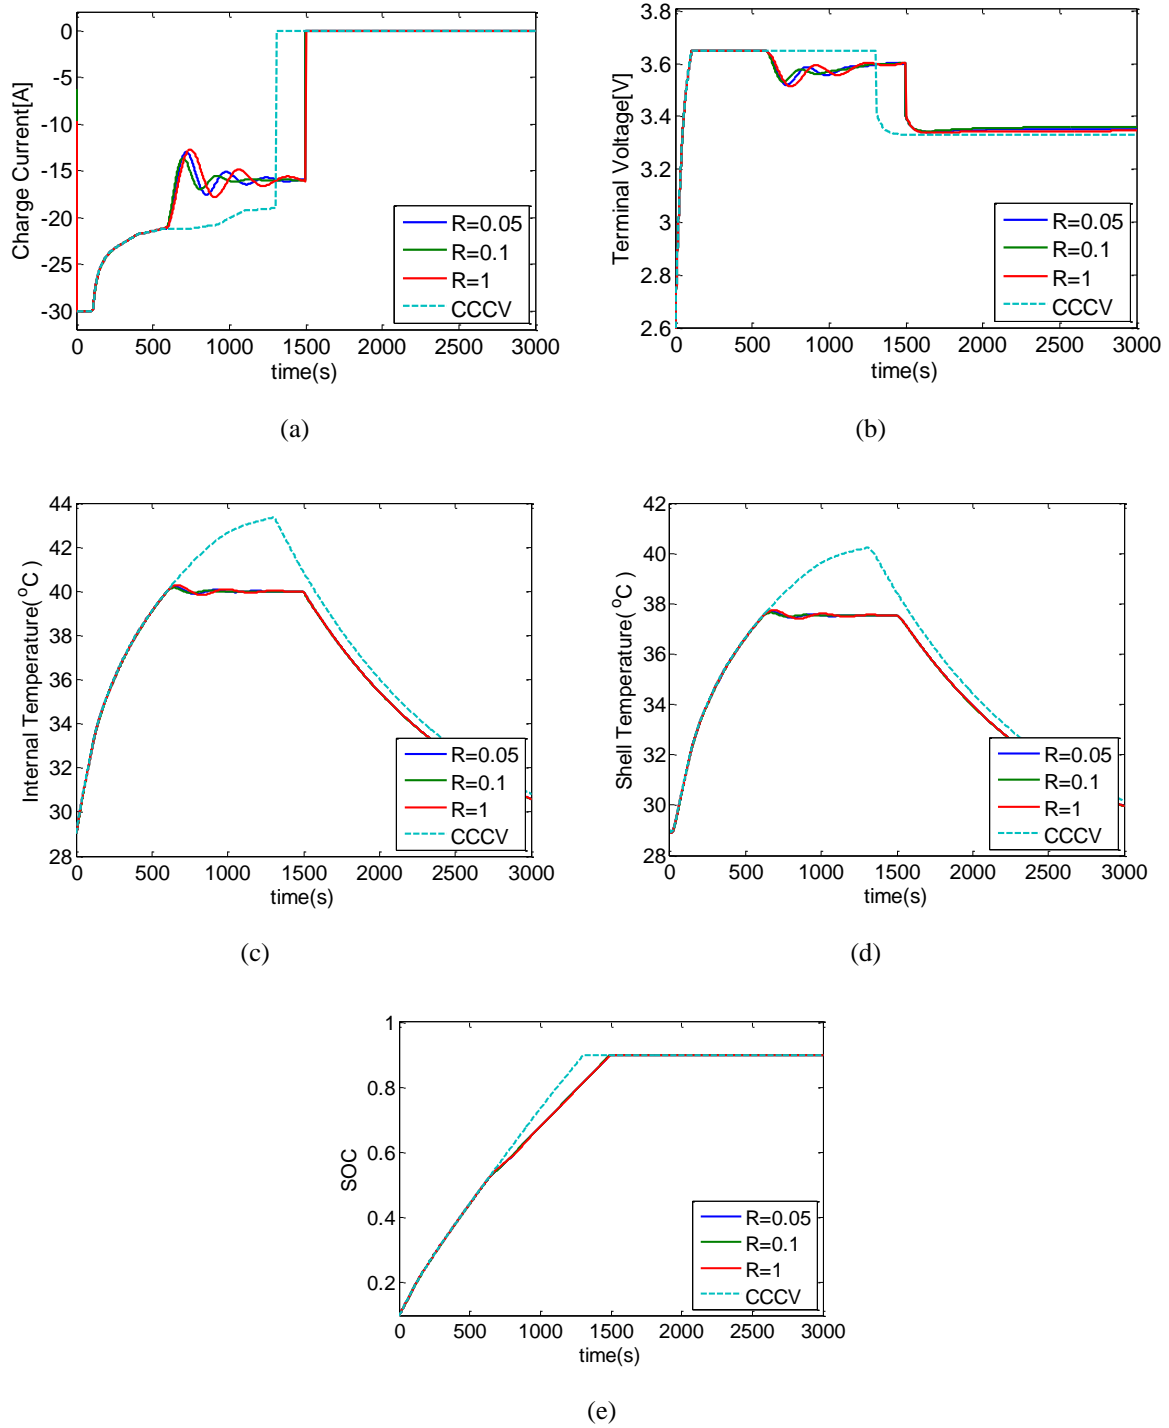 0
-5
-10
-15
-20
-25
-30
Charge Current[A]
R=0.05
R=0.1
R=1
CCCV
0 500 1000 1500 2000 2500 3000
time(s)
(a)
3.8
3.6
3.4
3.2
3
2.8
2.6
Terminal Voltage[V]
R=0.05
R=0.1
R=1
CCCV
0 500 1000 1500 2000 2500 3000
time(s)
(b)
44
42
40
38
36
34
32
30
28
Internal Temperature(°C )
R=0.05
R=0.1
R=1
CCCV
0 500 1000 1500 2000 2500 3000
time(s)
(c)
42
40
38
36
34
32
30
28
Shell Temperature(°C )
R=0.05
R=0.1
R=1
CCCV
0 500 1000 1500 2000 2500 3000
time(s)
(d)
1
0.8
0.6
0.4
0.2
SOC
R=0.05
R=0.1
R=1
CCCV
0 500 1000 1500 2000 2500 3000
time(s)
(e)